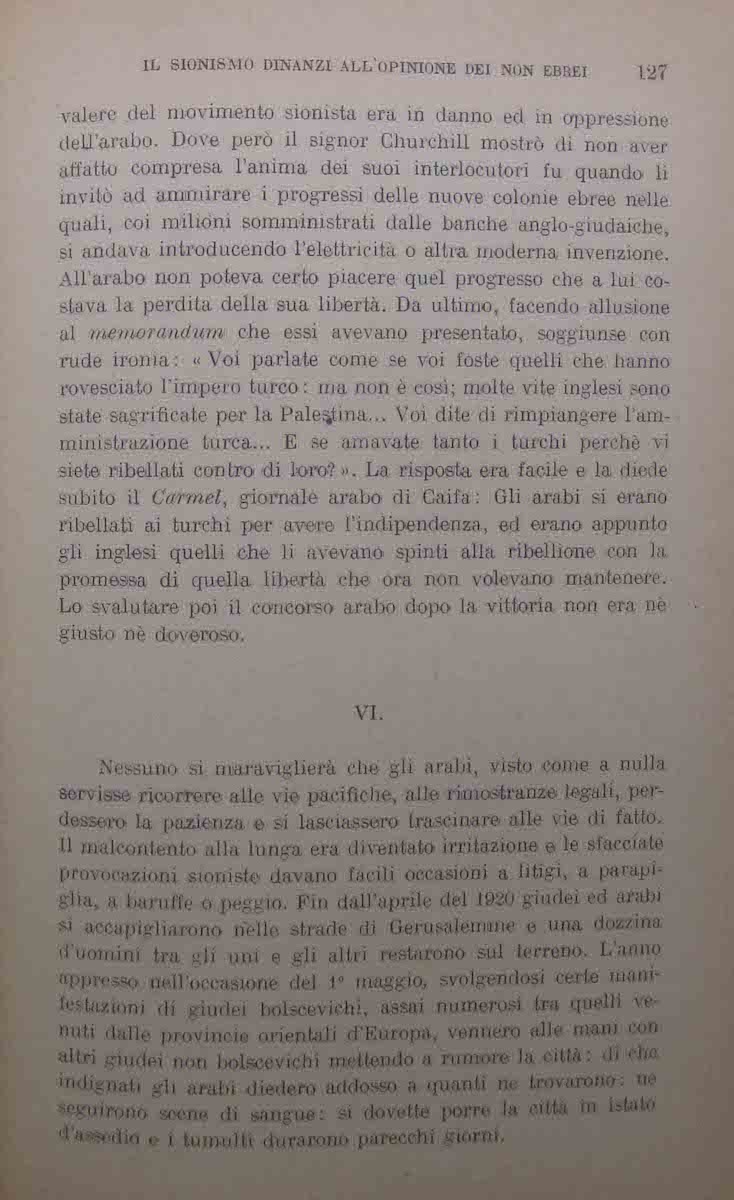 IL SIONISMO DINANZI ALL'OPINIONE DEI NON EBREI 127
valere del movimento sionista era in danno ed in oppressione
dell'arabo. Dove però il signor Churchill mostrò di non aver
affatto compresa l'anima dei suoi interlocutori fu quando li
invitò ad ammirare i progressi delle nuove colonie ebree nelle
quali, coi milioni somministrati dalle banche anglo-giudaiche,
si andava introducendo l'elettricità o altra moderna invenzione.
All'arabo non poteva certo piacere quel progresso che a lui co-
stava la perdita della sua libertà. Da ultimo, facendo allusione
al memorandum che essi avevano presentato, soggiunse con
rude ironia: « Voi parlate come se voi foste quelli che hanno
rovesciato l'impero turco: ma non è così; molte vite inglesi sono
state sagrificate per la Palestina... Voi dite di rimpiangere l'am-
ministrazione turca... E se amavate tanto i turchi perchè vi
siete ribellati contro di loro? ». La risposta era facile e la diede
subito il Carmel, giornale arabo di Caifa: Gli arabi si erano
ribellati ai turchi per avere l'indipendenza, ed erano appunto
gli inglesi quelli che li avevano spinti alla ribellione con la
promessa di quella libertà che ora non volevano mantenere.
Lo svalutare poi il concorso arabo dopo la vittoria non era nè
giusto nè doveroso.
VI.
Nessuno si maraviglierà che gli arabi, visto come a nulla
servisse ricorrere alle vie pacifiche, alle rimostranze legali, per-
dessero la pazienza e si lasciassero trascinare alle vie di fatto.
Il malcontento alla lunga era diventato irritazione e le sfacciate
provocazioni sioniste davano facili occasioni a litigi, a parapi-
glia, a baruffe o peggio. Fin dall'aprile del 1920 giudei ed arabi
si accapigliarono nelle strade di Gerusalemme e una dozzina
d'uomini tra gli uni e gli altri restarono sul terreno. L'anno
appresso nell'occasione del 1° maggio, svolgendosi certe mani-
festazioni di giudei bolscevichi, assai numerosi tra quelli ve-
nuti dalle provincie orientali d'Europa, vennero alle mani con
altri giudei non bolscevichi mettendo a rumore la città: di che
indignati gli arabi diedero addosso a quanti ne trovarono: ne
seguirono scene di sangue: si dovette porre la città in istato
d'assedio e i tumulti durarono parecchi giorni.